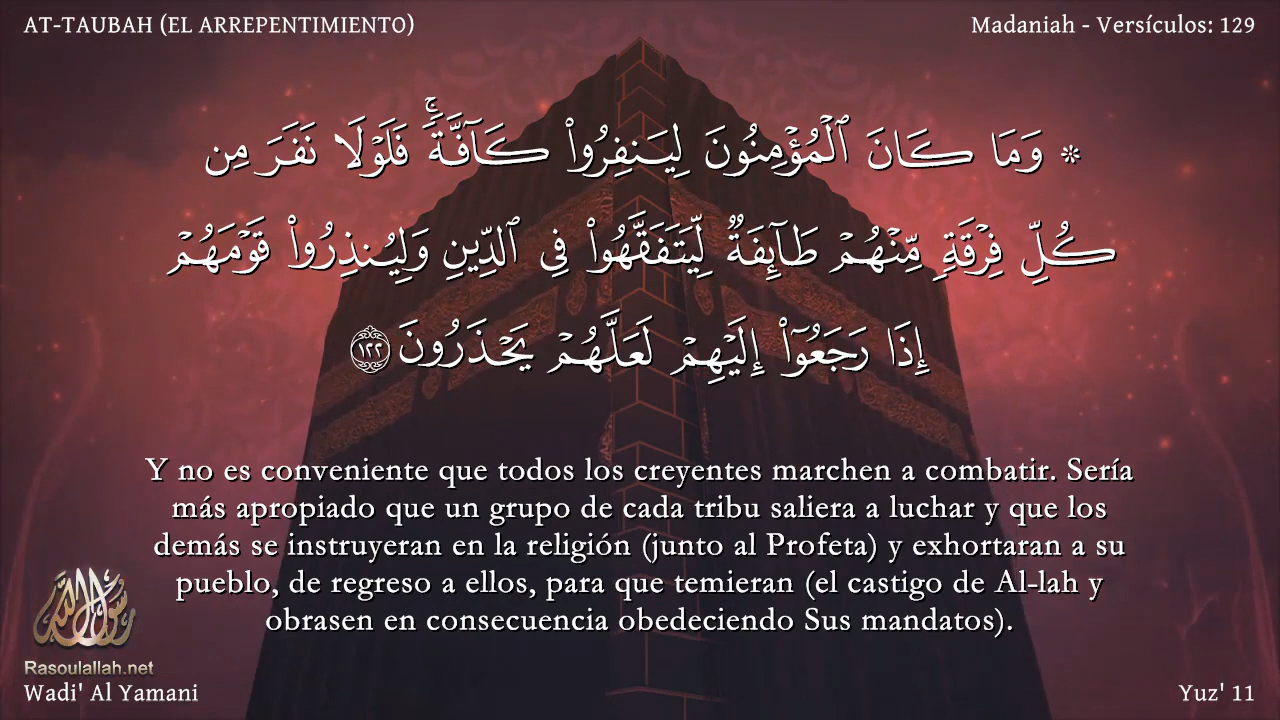 AT-TAUBAH (EL ARREPENTIMIENTO)
Madaniah - Versículos: 129
۞ وَمَا كَانَ ٱلْمُؤْمِنُونَ لِيَنفِرُوا۟ كَآفَّةً ۚ فَلَوْلَا نَفَرَ مِن
كُلِّ فِرْقَةٍ مِّنْهُمْ طَآئِفَةٌ لِّيَتَفَقَّهُوا۟ فِى ٱلدِّينِ وَلِيُنذِرُوا۟ قَوْمَهُمْ
إِذَا رَجَعُوٓا۟ إِلَيْهِمْ لَعَلَّهُمْ يَحْذَرُونَ ١٢٢
Y no es conveniente que todos los creyentes marchen a combatir. Sería
más apropiado que un grupo de cada tribu saliera a luchar y que los
demás se instruyeran en la religión (junto al Profeta) y exhortaran a su
pueblo, de regreso a ellos, para que temieran (el castigo de Al-lah y
obrasen en consecuencia obedeciendo Sus mandatos).
رسول الله
Rasoulallah.net
Wadi' Al Yamani
Yuz' 11